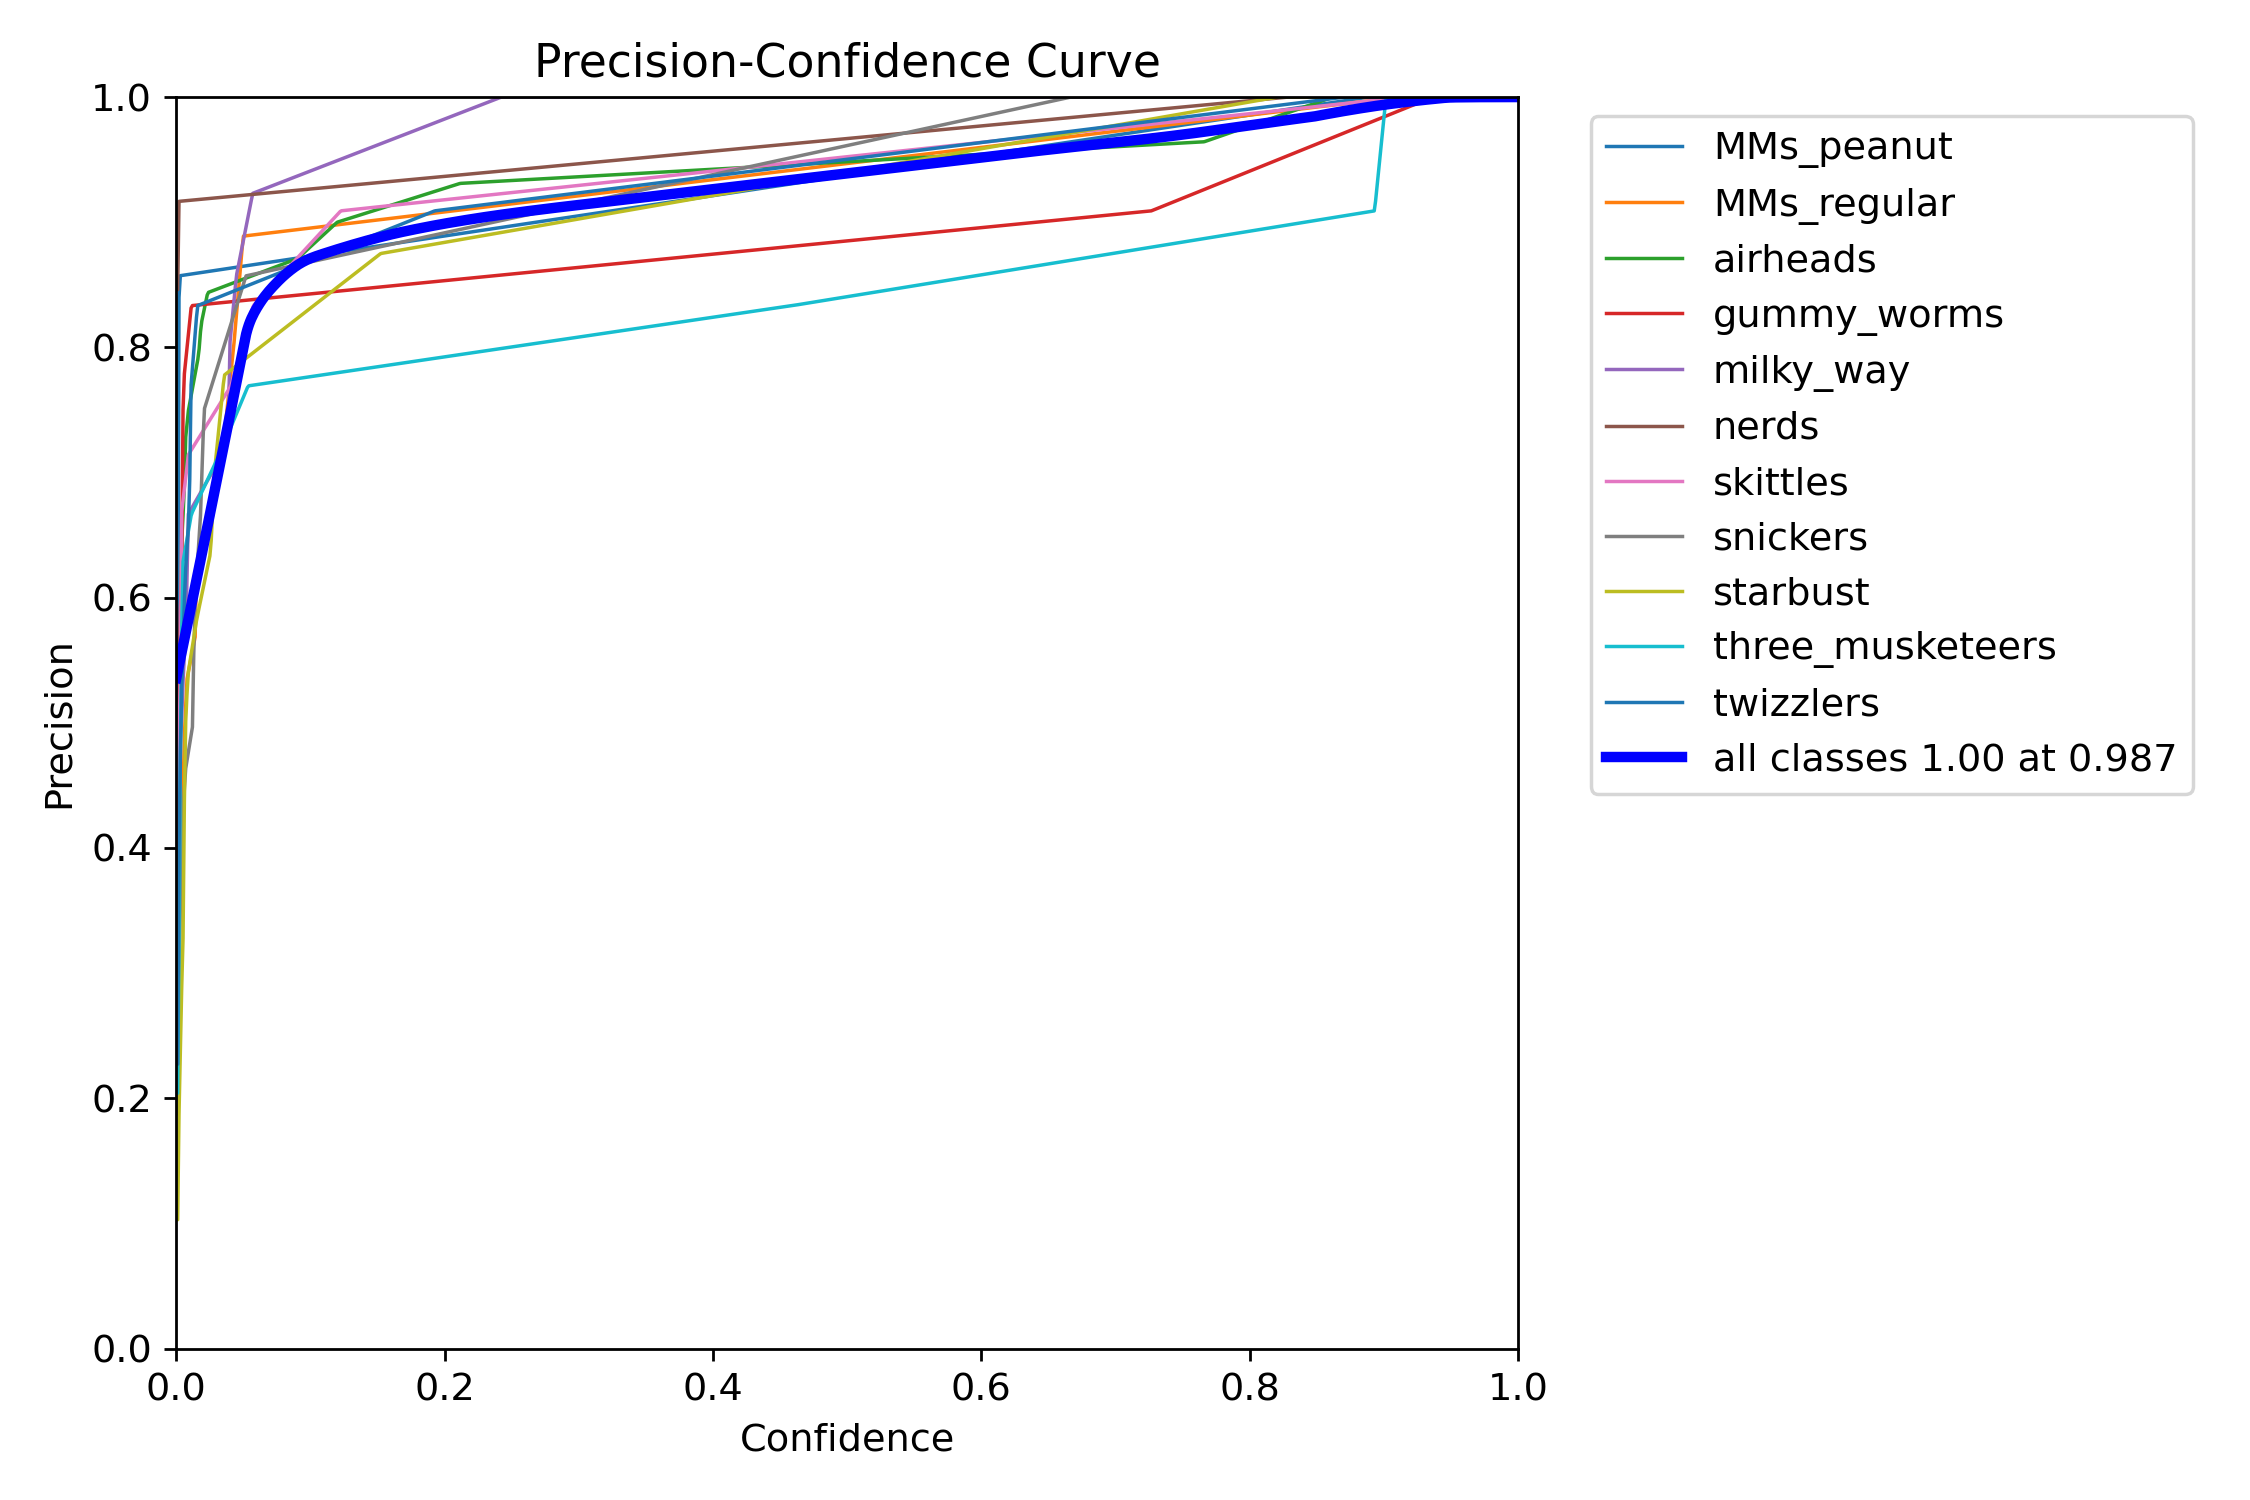 Precision-Confidence Curve
1.0
0.8
0.6
0.4
0.2
0.0
Precision
0.0 0.2 0.4 0.6 0.8 1.0
Confidence
MMs_peanut
MMs_regular
airheads
gummy_worms
milky_way
nerds
skittles
snickers
starbust
three_musketeers
twizzlers
all classes 1.00 at 0.987